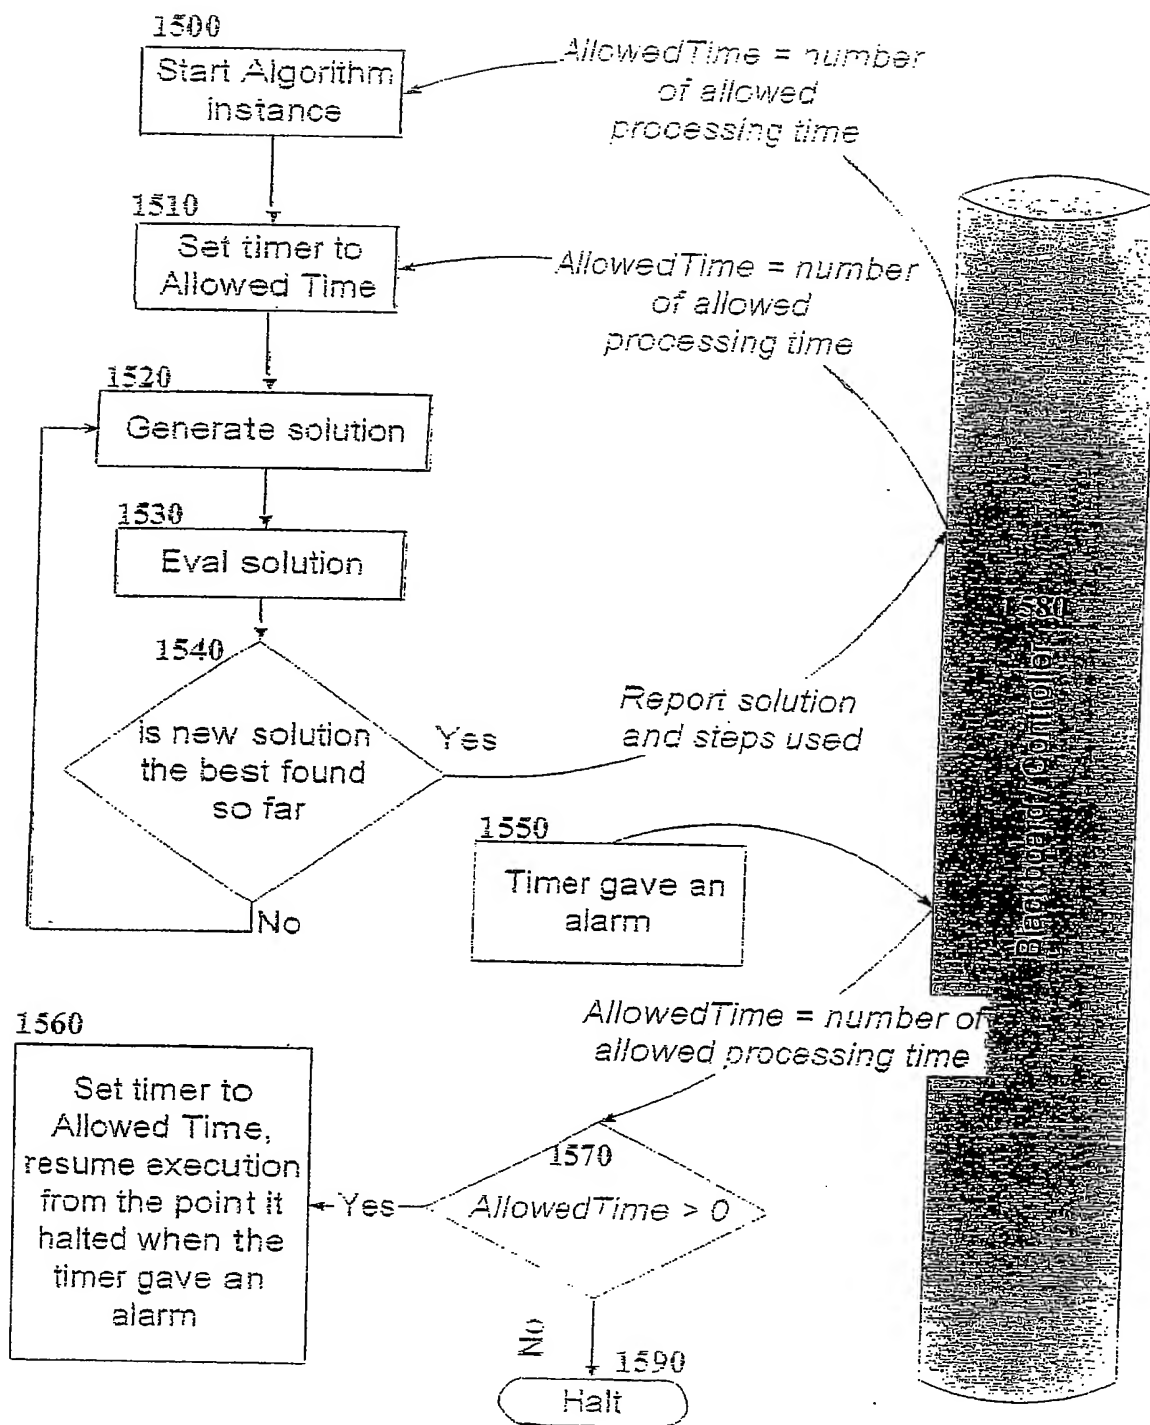 1500
Start Algorithm
instance
AllowedTime = number
of allowed
processing time
1510
Set timer to
Allowed Time
AllowedTime = number
of allowed
processing time
1520
Generate solution
1530
Eval solution
1540
is new solution
the best found
so far
Yes
No
Report solution
and steps used
1550
Timer gave an
alarm
1580
Blackboard / Controller
AllowedTime = number of
allowed processing time
1560
Set timer to
Allowed Time,
resume execution
from the point it
halted when the
timer gave an
alarm
1570
AllowedTime > 0
Yes
No
1590
Halt